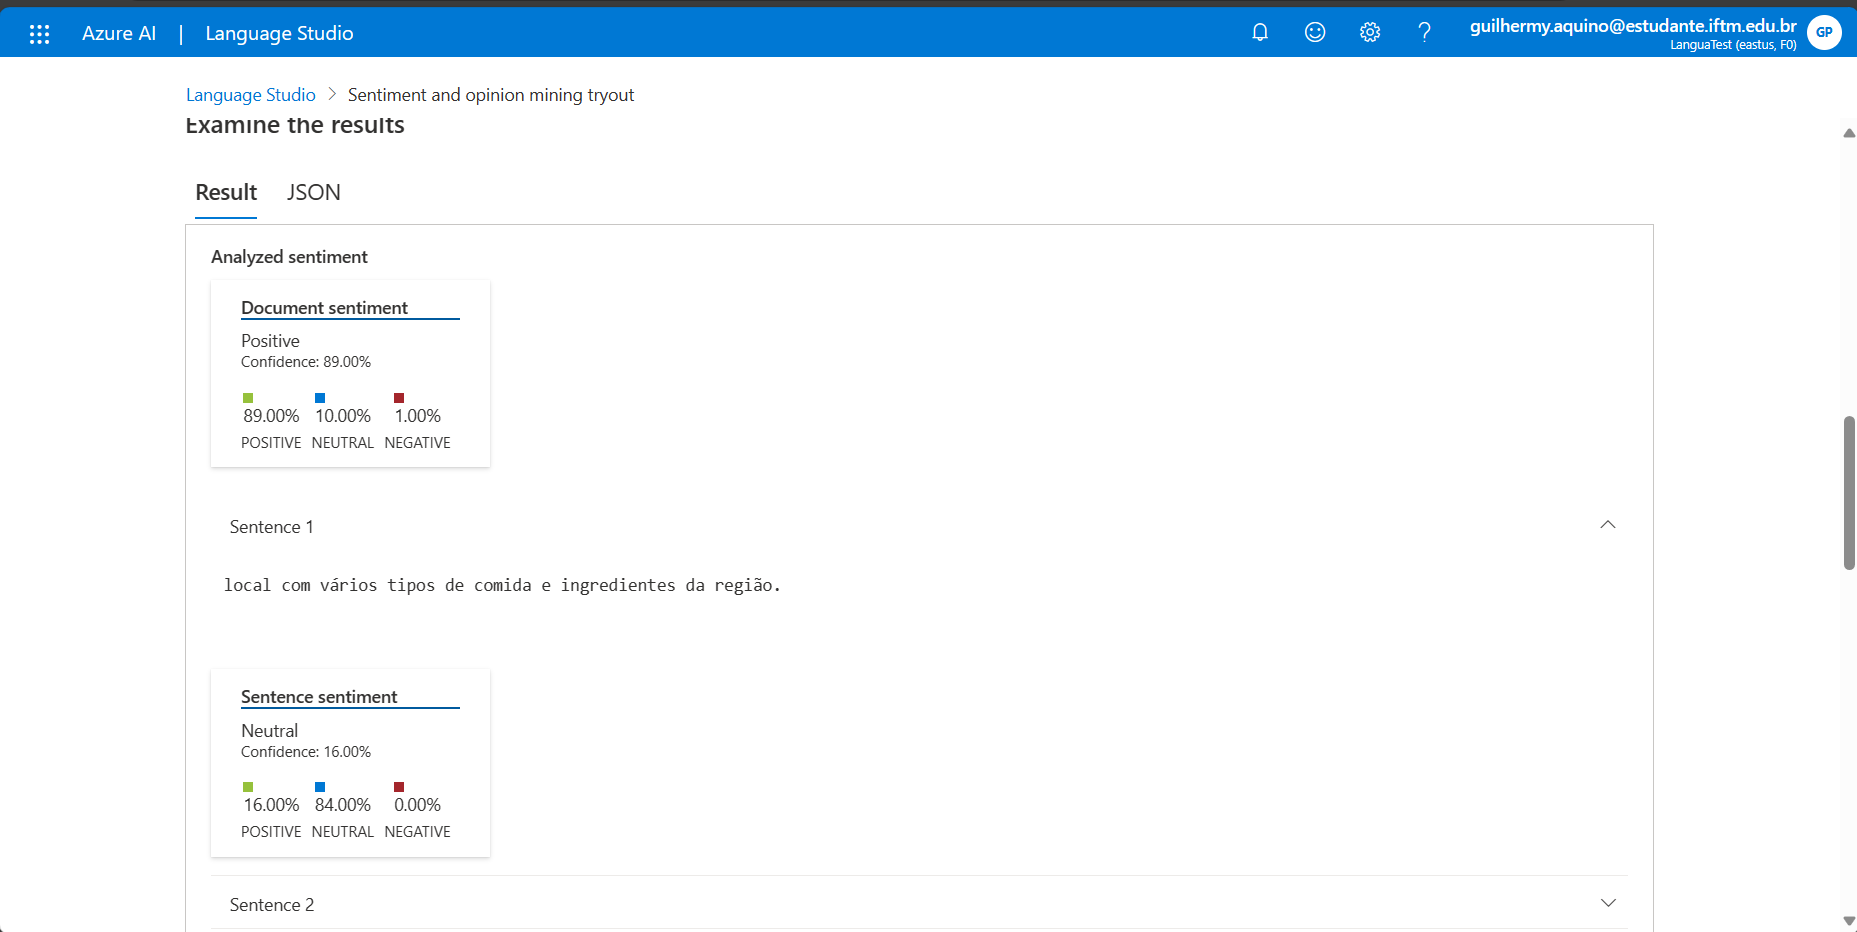 Azure AI | Language Studio
guilhermy.aquino@estudante.iftm.edu.br
LanguaTest (eastus, F0)
GP
Language Studio > Sentiment and opinion mining tryout
Examine the results
Result JSON
Analyzed sentiment
Document sentiment
Positive
Confidence: 89.00%
89.00% 10.00% 1.00%
POSITIVE NEUTRAL NEGATIVE
Sentence 1
local com vários tipos de comida e ingredientes da região.
Sentence sentiment
Neutral
Confidence: 16.00%
16.00% 84.00% 0.00%
POSITIVE NEUTRAL NEGATIVE
Sentence 2